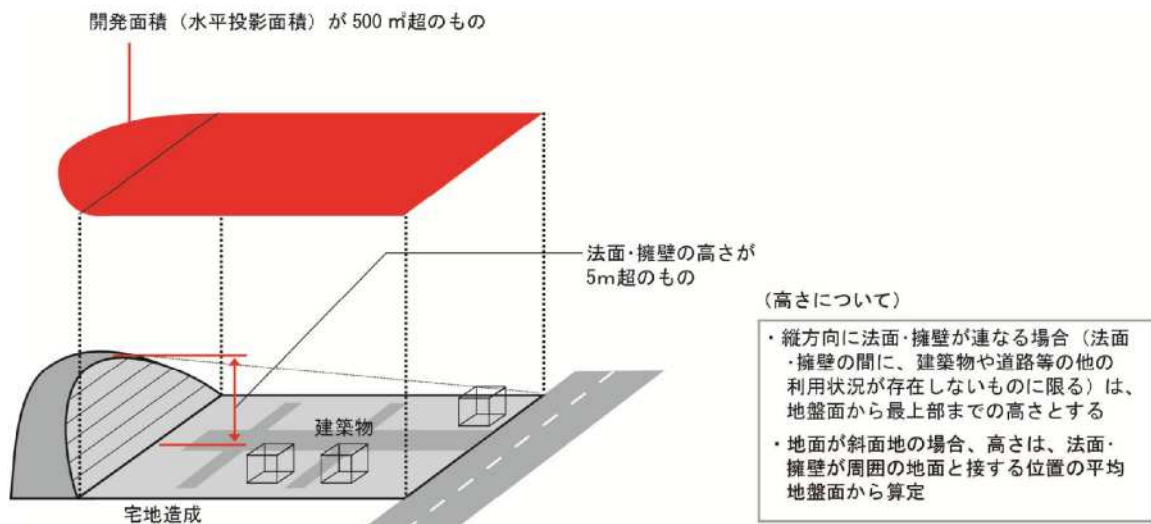 開発面積（水平投影面積）が 500 ㎡超のもの
法面･擁壁の高さが
5ｍ超のもの
（高さについて）
・縦方向に法面･擁壁が連なる場合（法面
･擁壁の間に、建築物や道路等の他の
利用状況が存在しないものに限る）は、
地盤面から最上部までの高さとする
・地面が斜面地の場合、高さは、法面･
擁壁が周囲の地面と接する位置の平均
地盤面から算定
建築物
宅地造成